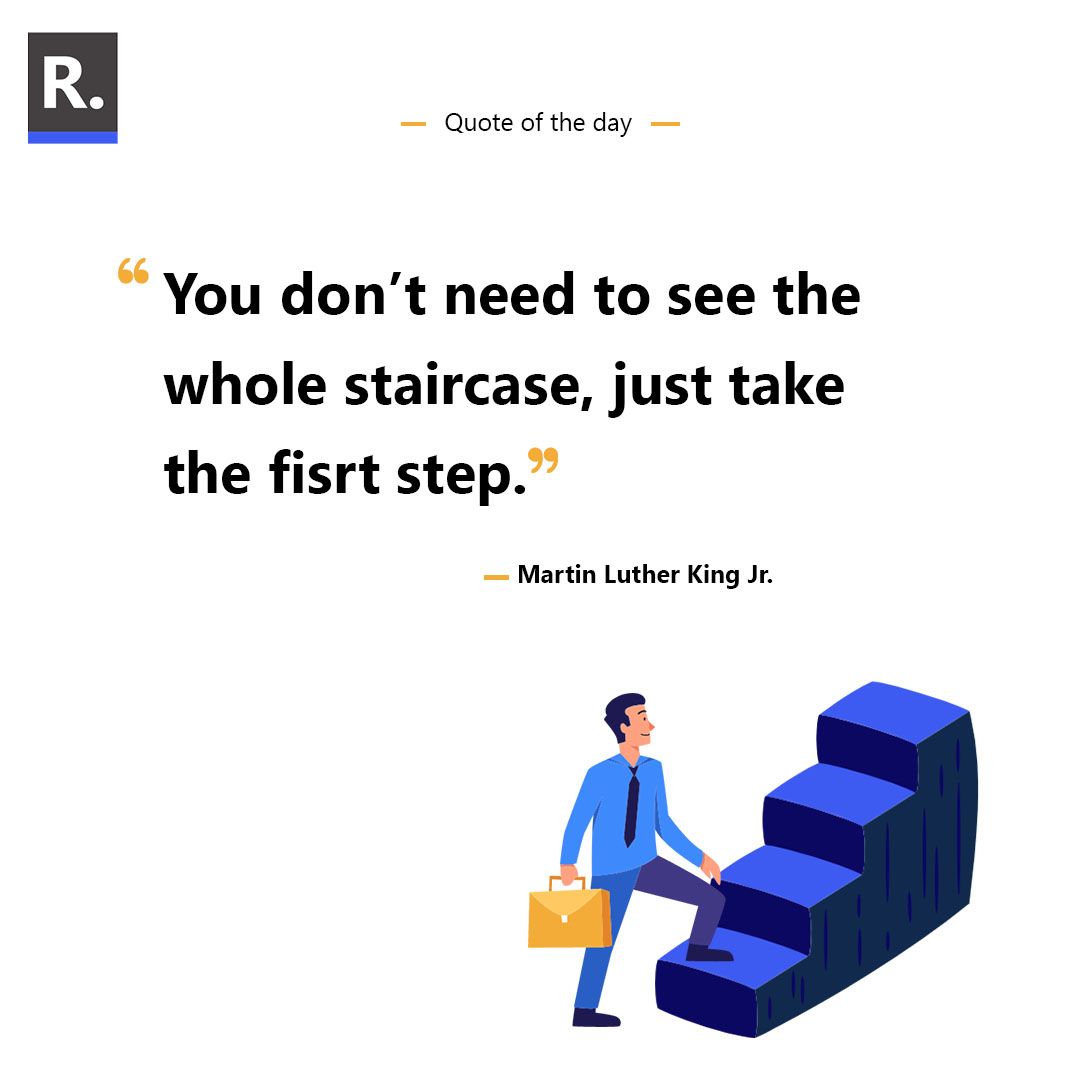 R.
— Quote of the day —
“You don’t need to see the
whole staircase, just take
the fisrt step.”
— Martin Luther King Jr.